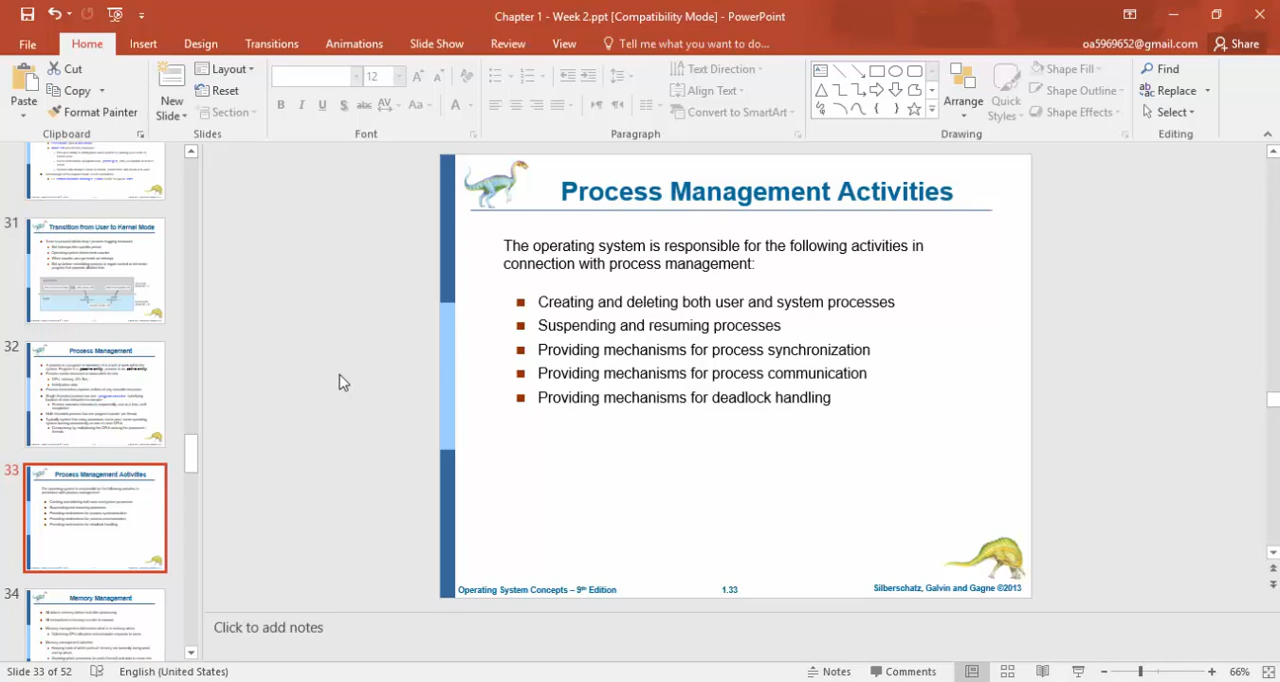 Chapter 1 - Week 2.ppt [Compatibility Mode] - PowerPoint
File Home Insert Design Transitions Animations Slide Show Review View Tell me what you want to do... oa5969652@gmail.com Share
Paste Cut Copy Format Painter
Clipboard
New Slide Layout Reset Section
Slides
12
B I U S abc AV Aa A
Font
Text Direction Align Text Convert to SmartArt
Paragraph
Arrange Quick Styles Shape Fill Shape Outline Shape Effects
Drawing
Find Replace Select
Editing
31
Transition from User to Kernel Mode
32
Process Management
33
Process Management Activities
34
Memory Management
Process Management Activities
The operating system is responsible for the following activities in
connection with process management:
Creating and deleting both user and system processes
Suspending and resuming processes
Providing mechanisms for process synchronization
Providing mechanisms for process communication
Providing mechanisms for deadlock handling
Operating System Concepts – 9th Edition 1.33 Silberschatz, Galvin and Gagne ©2013
Click to add notes
Slide 33 of 52 English (United States) Notes Comments 66%